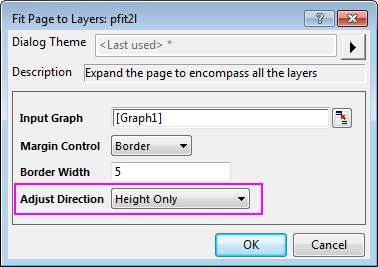 Fit Page to Layers: pfit2l
Dialog Theme <Last used> *
Description Expand the page to encompass all the layers
Input Graph [Graph1]
Margin Control Border
Border Width 5
Adjust Direction Height Only
OK Cancel